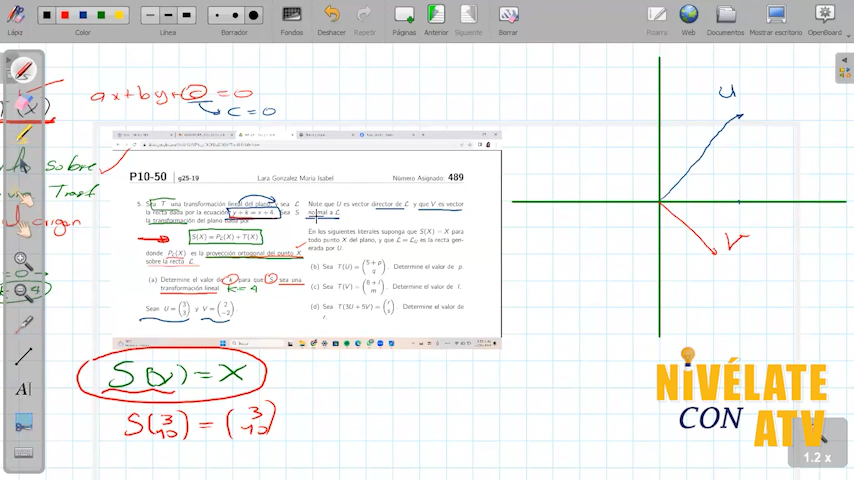 Lápiz
Línea
Borrador
Fondos
Deshacer
Repetir
Páginas
Anterior
Siguiente
Borrar
Pizarra
Web
Documentos
Mostrar escritorio
OpenBoard
T(X)
ax+by+c=0
c=0
sobre
una Transf
origen
P10-50 g25-19 Lara Gonzalez Maria Isabel Número Asignado: 489
5. Sea T una transformación lineal del plano, sea L
la recta dada por la ecuación y+k = x+4. Sea S
la transformación del plano dada por
S(X) = P_L(X) + T(X)
donde P_L(X) es la proyección ortogonal del punto X
sobre la recta L.
(a) Determine el valor de k para que S sea una
transformación lineal. k=4
Sean U = (3 3) y V = (2 −2)
Note que U es vector director de L y que V es vector
normal a L
En los siguientes literales suponga que S(X) = X para
todo punto X del plano, y que L = L_U es la recta generada por U.
(b) Sea T(U) = (5+p q). Determine el valor de p.
(c) Sea T(V) = (8+l m). Determine el valor de l.
(d) Sea T(3U + 5V) = (r s). Determine el valor de
r.
S(X) = X
S(3 10) = (3 10)
U
V
NIVÉLATE
CON ATV
A
1.2 x